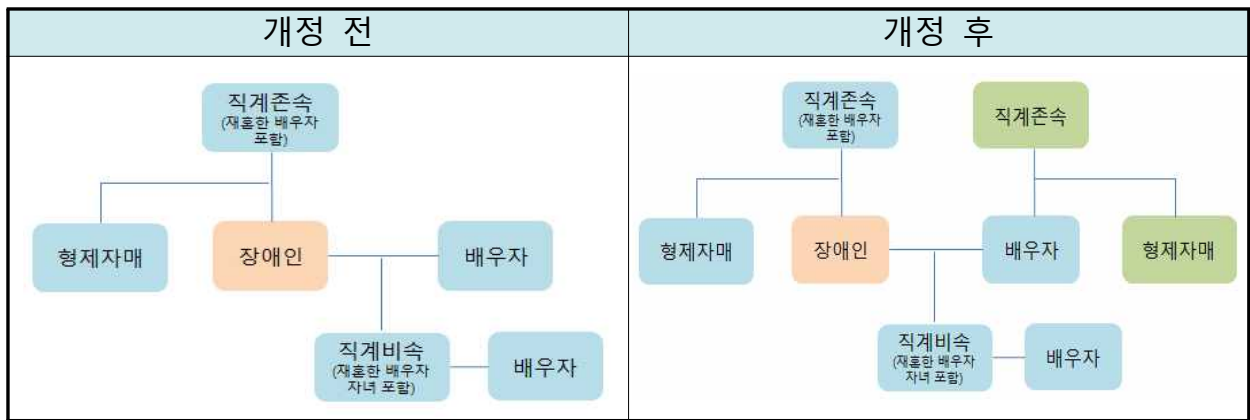 개정 전
직계존속
(재혼한 배우자
포함)
형제자매
장애인
배우자
직계비속
(재혼한 배우자
자녀 포함)
배우자
개정 후
직계존속
(재혼한 배우자
포함)
직계존속
형제자매
장애인
배우자
형제자매
직계비속
(재혼한 배우자
자녀 포함)
배우자